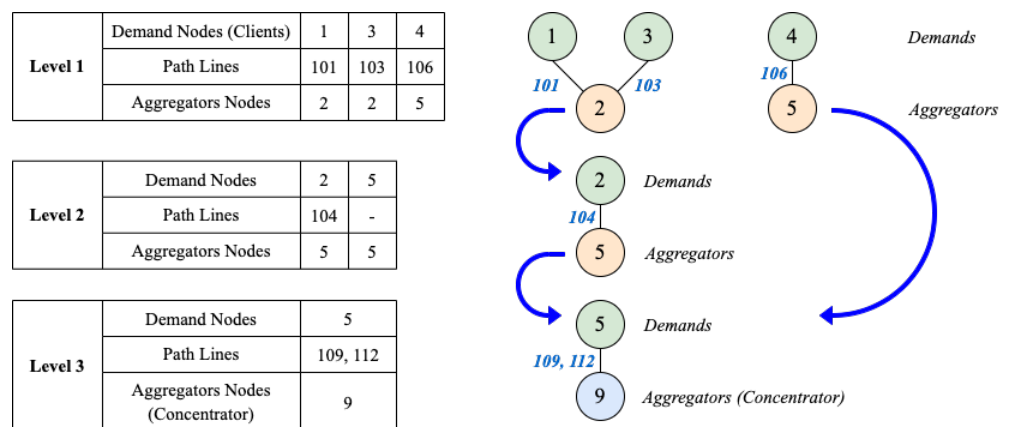 Level 1
Demand Nodes (Clients) 1 3 4
Path Lines 101 103 106
Aggregators Nodes 2 2 5
Level 2
Demand Nodes 2 5
Path Lines 104 -
Aggregators Nodes 5 5
Level 3
Demand Nodes 5
Path Lines 109, 112
Aggregators Nodes
(Concentrator) 9
1 3 4 Demands
101 103 106
2 5 Aggregators
2 Demands
104
5 Aggregators
5 Demands
109, 112
9 Aggregators (Concentrator)